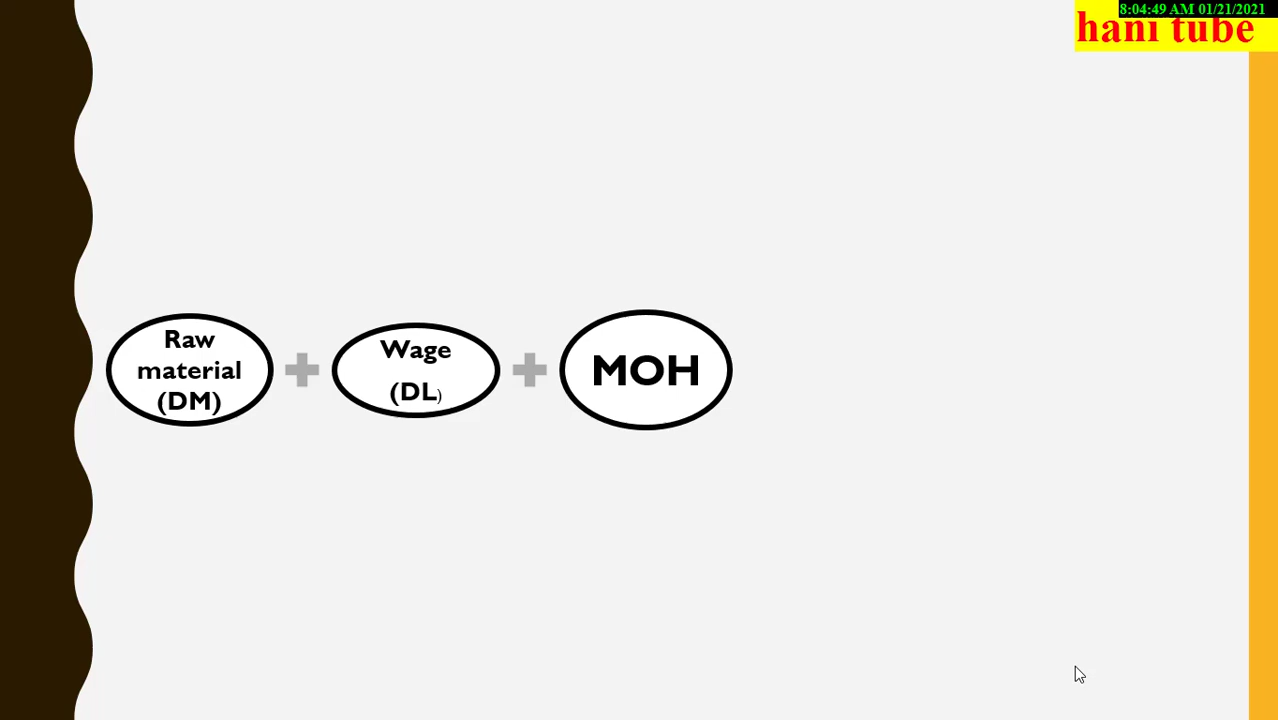 8:04:49 AM 01/21/2021
hani tube
Raw
material
(DM)
Wage
(DL)
MOH